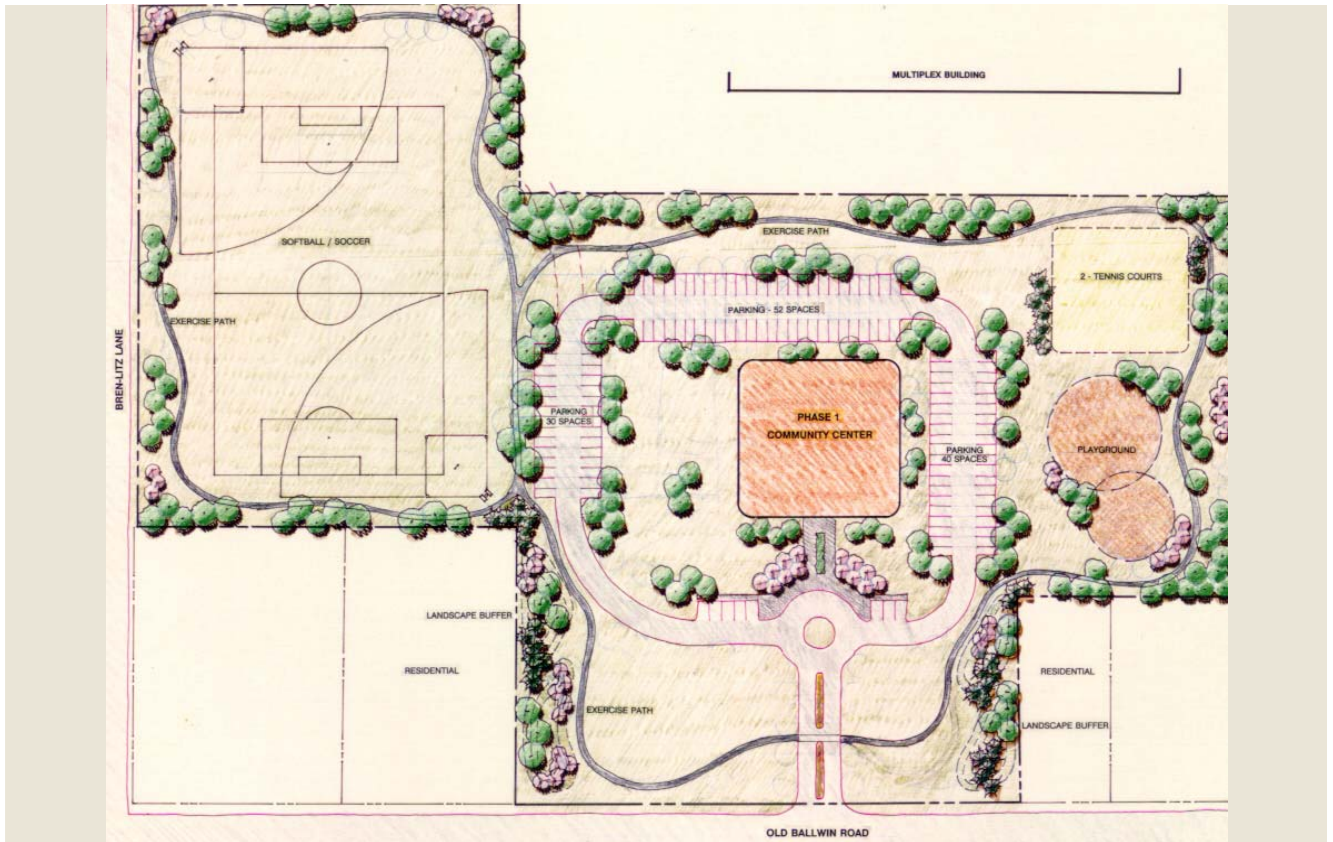 MULTIPLEX BUILDING
EXERCISE PATH
SOFTBALL / SOCCER
2 - TENNIS COURTS
PARKING - 52 SPACES
EXERCISE PATH
BREN-LITZ LANE
PARKING
30 SPACES
PHASE 1
COMMUNITY CENTER
PARKING
40 SPACES
PLAYGROUND
LANDSCAPE BUFFER
RESIDENTIAL
RESIDENTIAL
EXERCISE PATH
LANDSCAPE BUFFER
OLD BALLWIN ROAD